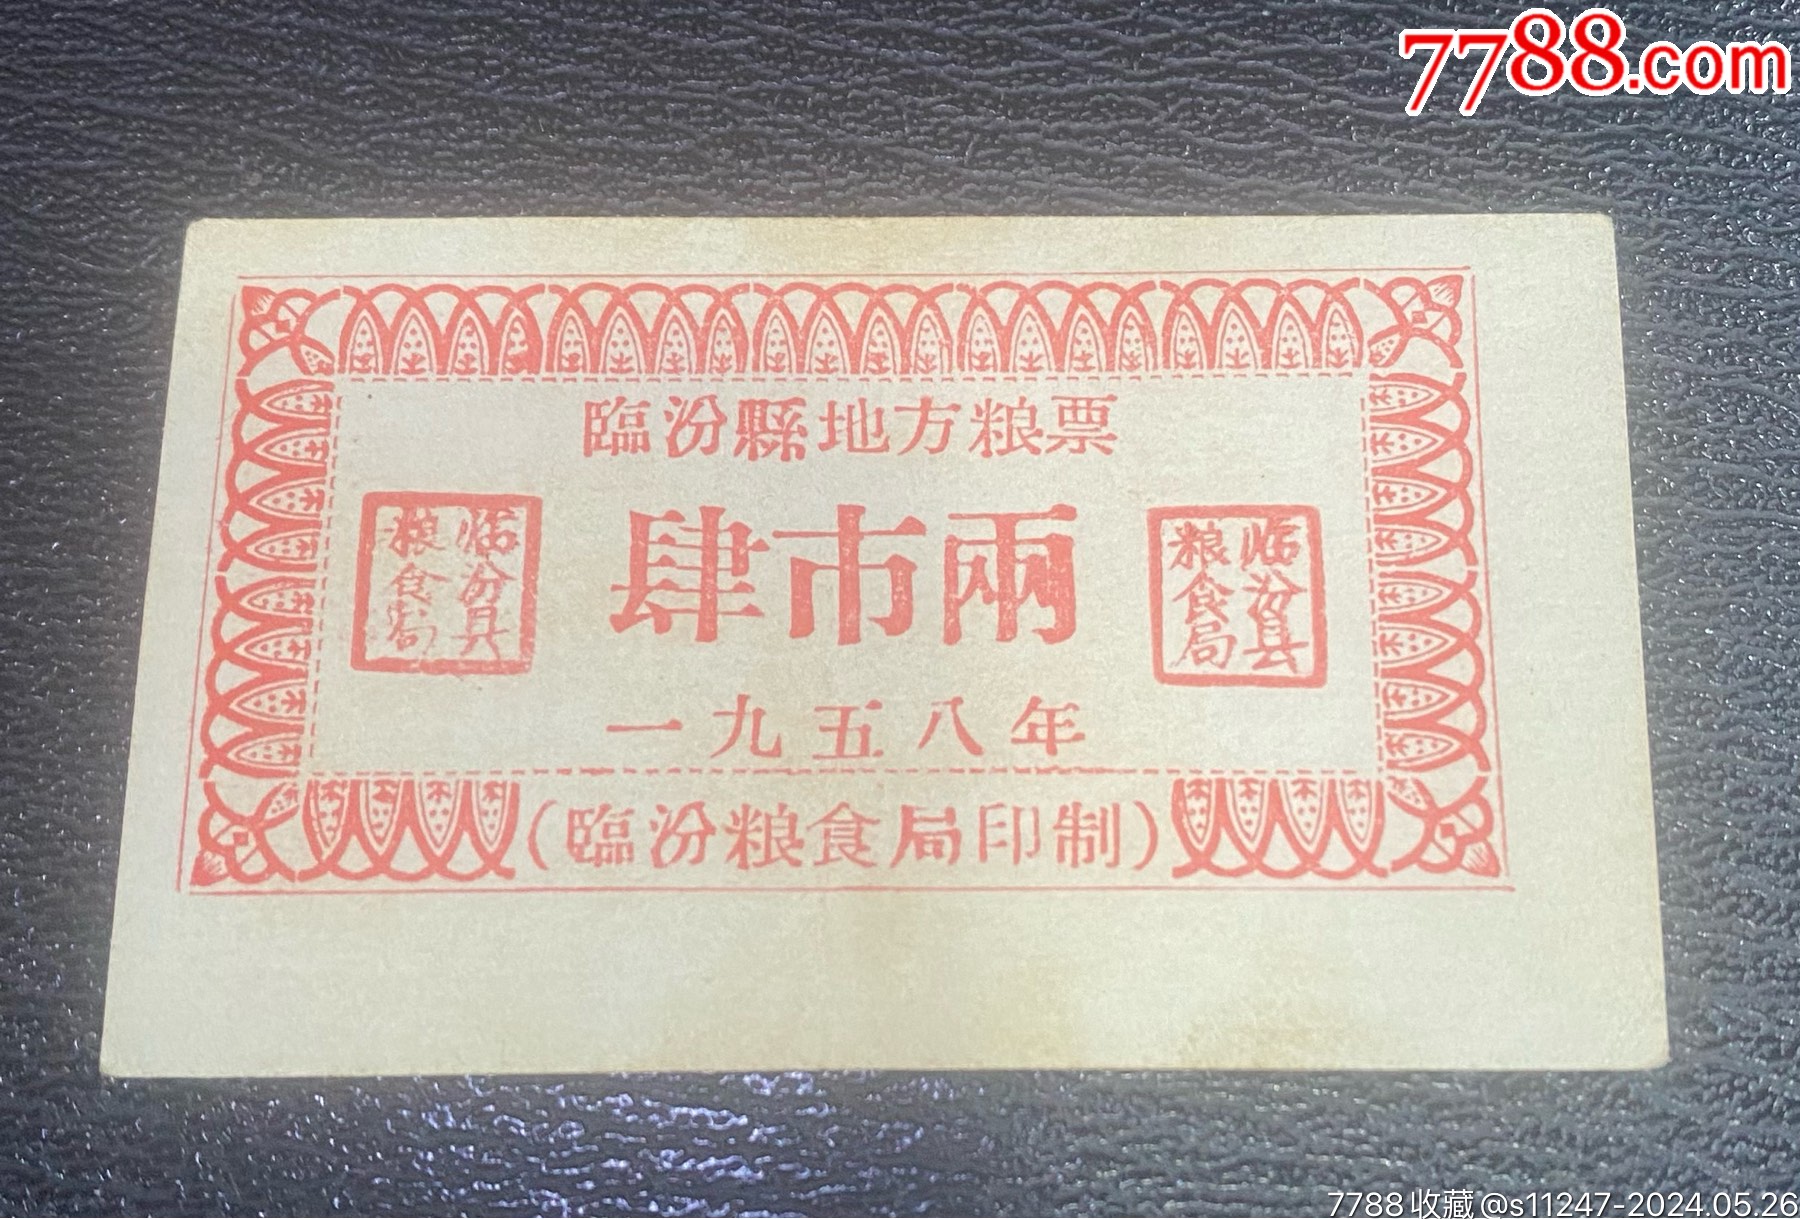 7788.com
臨汾縣地方粮票
临汾县
粮食局
肆市兩
临汾县
粮食局
一九五八年
(臨汾粮食局印制)
7788收藏@s11247-2024.05.26